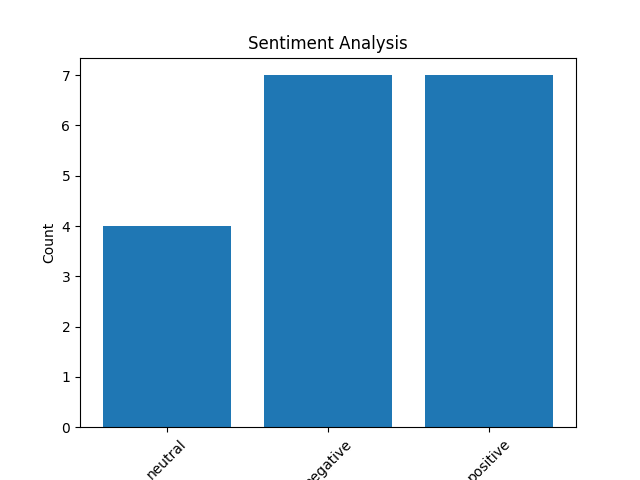 Sentiment Analysis
Count
7
6
5
4
3
2
1
0
neutral
negative
positive